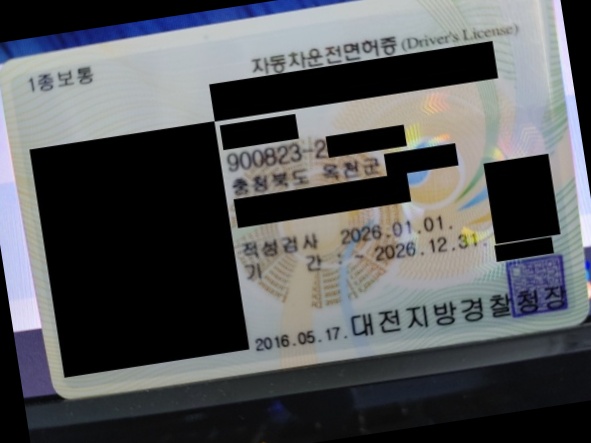 1종보통
자동차운전면허증 (Driver's License)
900823-2
충청북도 옥천군
적성검사 2026.01.01.
기 간 ~ 2026.12.31.
2016.05.17. 대전지방경찰청장